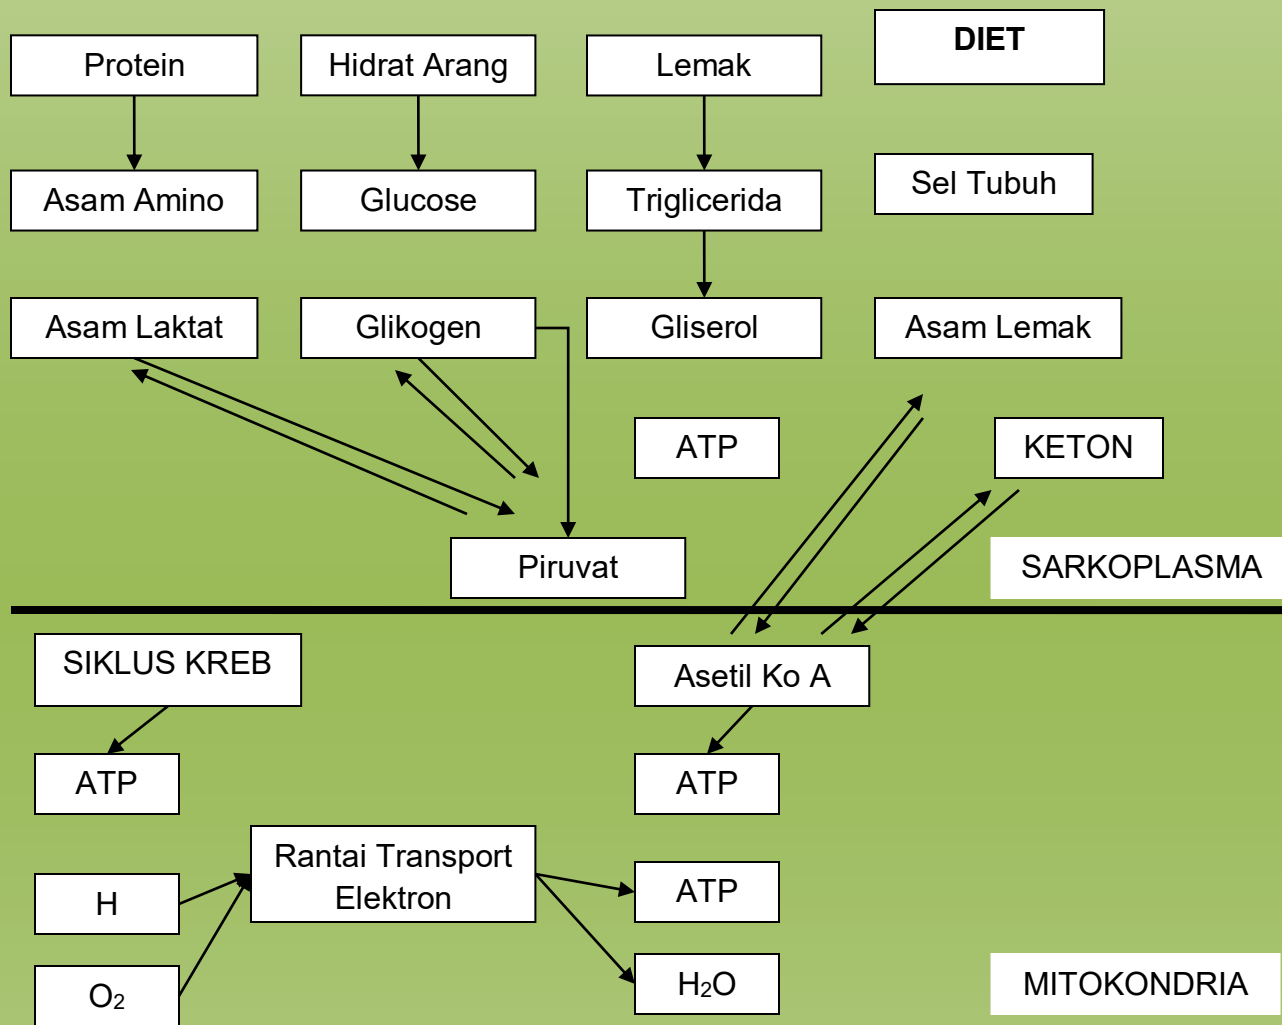 Protein
Hidrat Arang
Lemak
DIET
Asam Amino
Glucose
Triglicerida
Sel Tubuh
Asam Laktat
Glikogen
Gliserol
Asam Lemak
ATP
KETON
Piruvat
SARKOPLASMA
SIKLUS KREB
Asetil Ko A
ATP
ATP
Rantai Transport
Elektron
H
ATP
O₂
H₂O
MITOKONDRIA